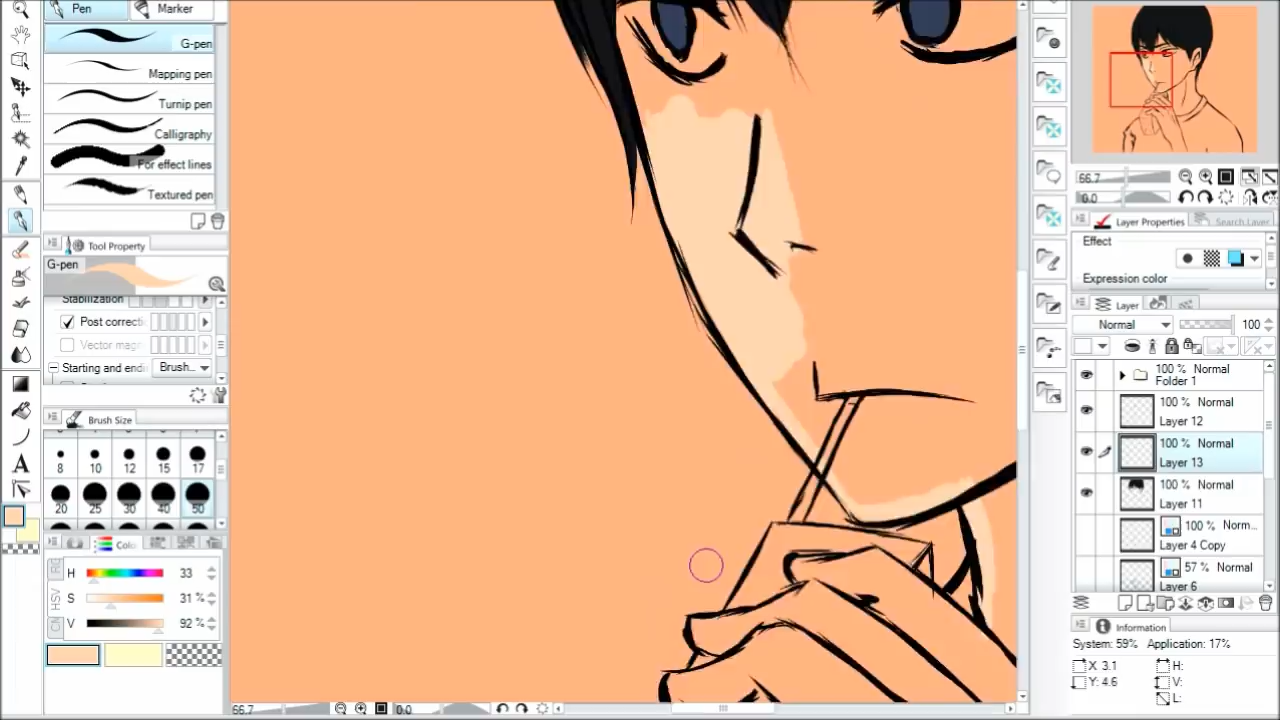 Pen
Marker
G-pen
Mapping pen
Turnip pen
Calligraphy
For effect lines
Textured pen
Tool Property
G-pen
Stabilization
Post correcti
Vector magr
Starting and endi Brush...
Brush Size
8 10 12 15 17
20 25 30 40 50
Color
HSV
H 33
S 31 %
V 92 %
66.7 0.0
66.7
0.0
Layer Properties Search Layer
Effect
Expression color
Layer
Normal 100
100 % Normal
Folder 1
100 % Normal
Layer 12
100 % Normal
Layer 13
100 % Normal
Layer 11
100 % Norm...
Layer 4 Copy
57 % Normal
Layer 6
Information
System: 59% Application: 17%
X 3.1 H:
Y: 4.6 V:
L: